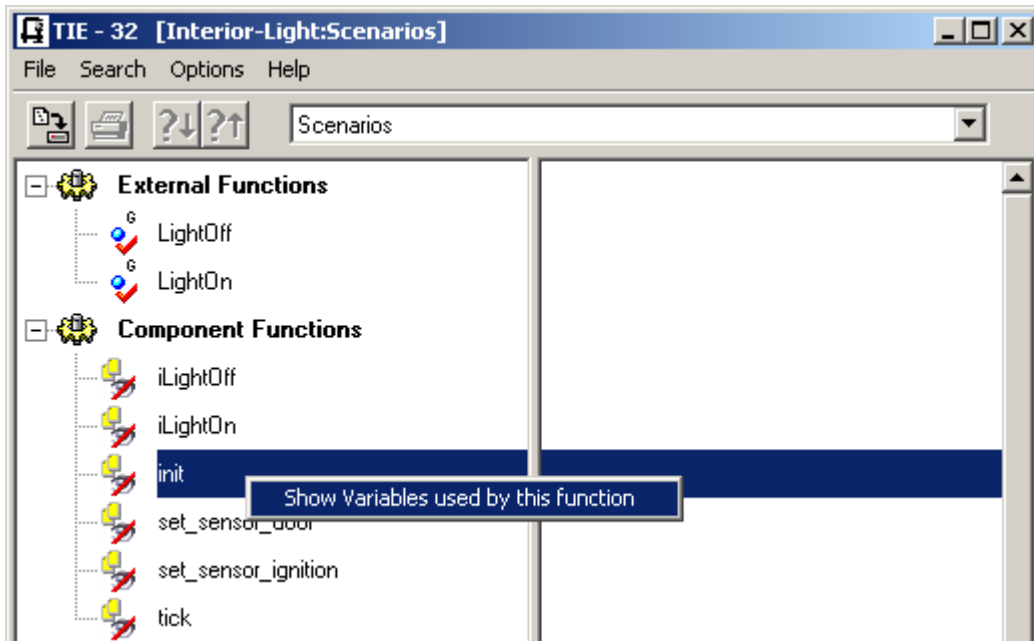 TIE - 32 [Interior-Light:Scenarios]
File Search Options Help
Scenarios
External Functions
G
LightOff
G
LightOn
Component Functions
iLightOff
iLightOn
init
Show Variables used by this function
set_sensor_door
set_sensor_ignition
tick